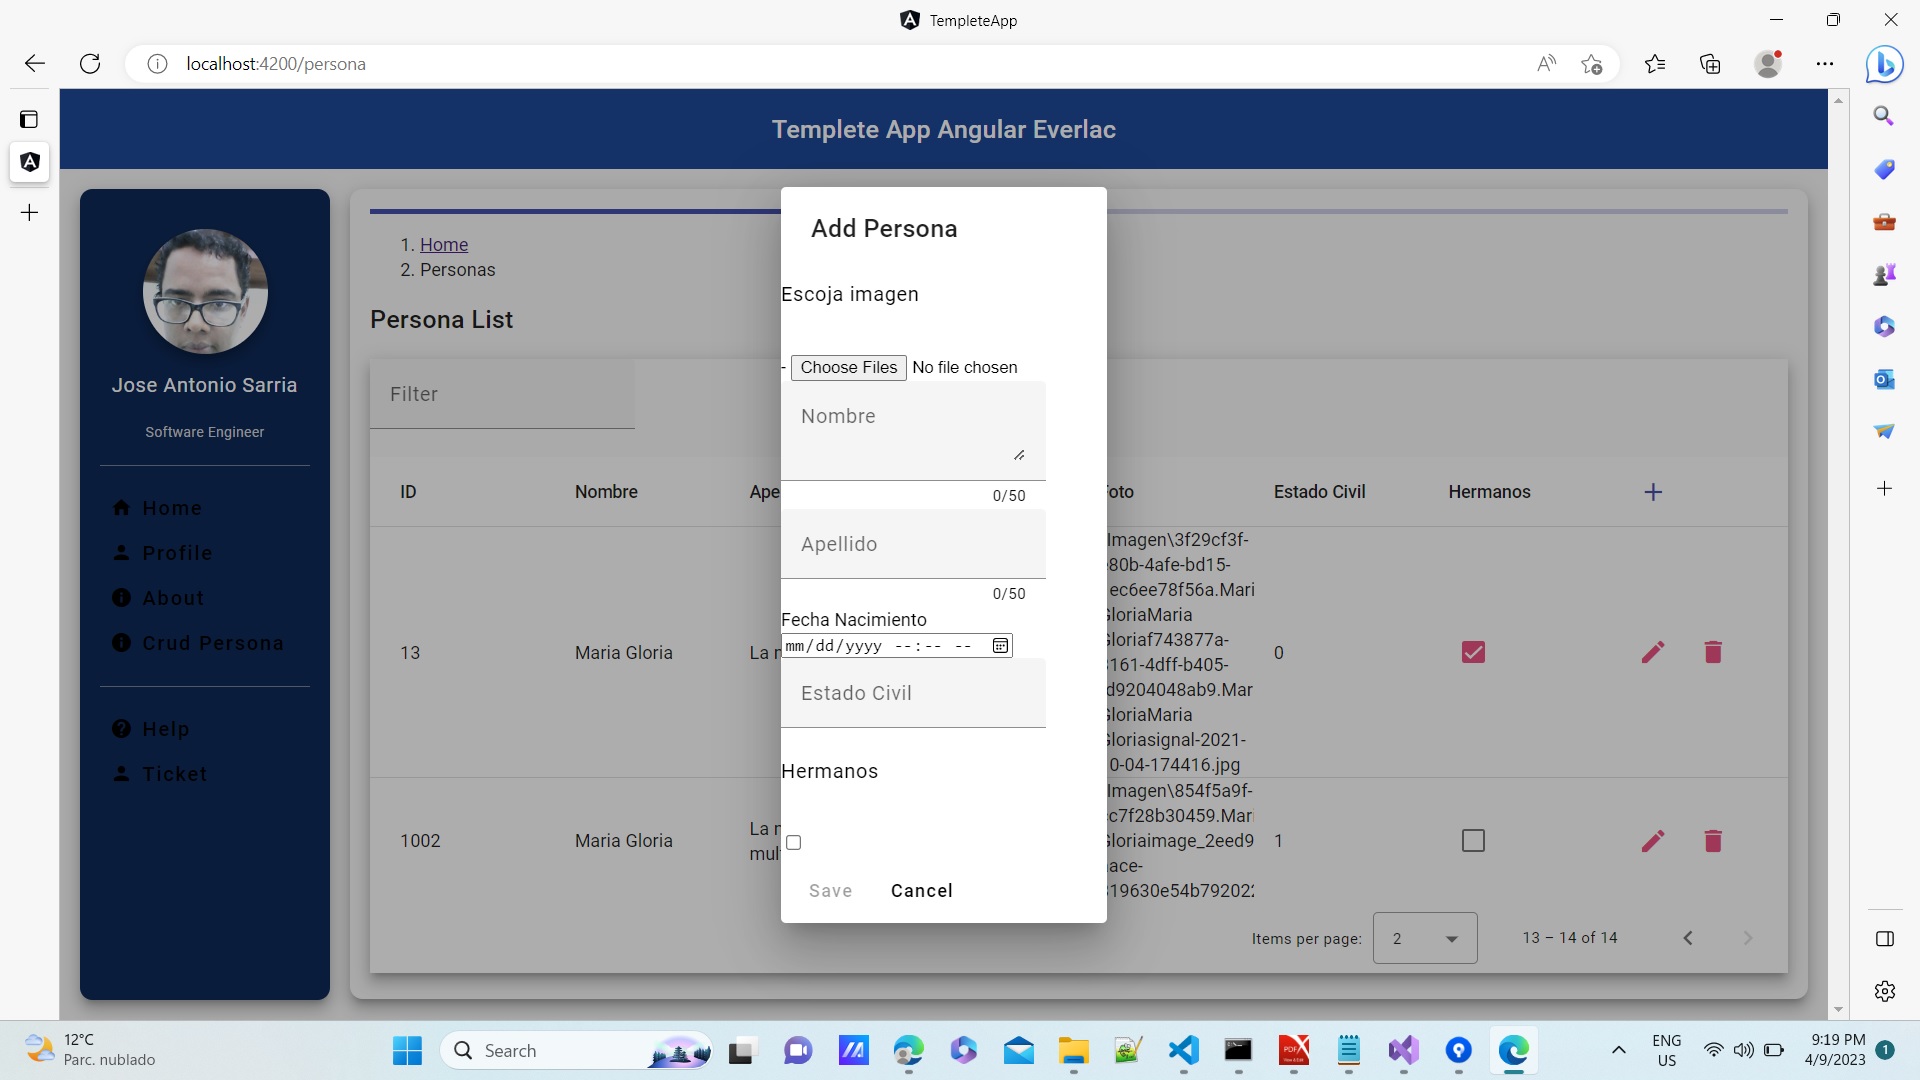 TempleteApp
localhost:4200/persona
Templete App Angular Everlac
Jose Antonio Sarria
Software Engineer
Home
Profile
About
Crud Persona
Help
Ticket
1. Home
2. Personas
Persona List
Filter
ID
Nombre
Ape
oto
Estado Civil
Hermanos
13
Maria Gloria
La
Imagen\3f29cf3f-
80b-4afe-bd15-
ec6ee78f56a.Mari
GloriaMaria
Gloriaf743877a-
161-4dff-b405-
d9204048ab9.Mar
GloriaMaria
Gloriasignal-2021-
0-04-174416.jpg
0
1002
Maria Gloria
La
mul
Imagen\854f5a9f-
c7f28b30459.Mari
Gloriaimage_2eed9
ace-
19630e54b79202
1
Items per page:
2
13 – 14 of 14
Add Persona
Escoja imagen
- Choose Files No file chosen
Nombre
0/50
Apellido
0/50
Fecha Nacimiento
mm/dd/yyyy --:-- --
Estado Civil
Hermanos
Save
Cancel
12°C
Parc. nublado
Search
ENG
US
9:19 PM
4/9/2023
1